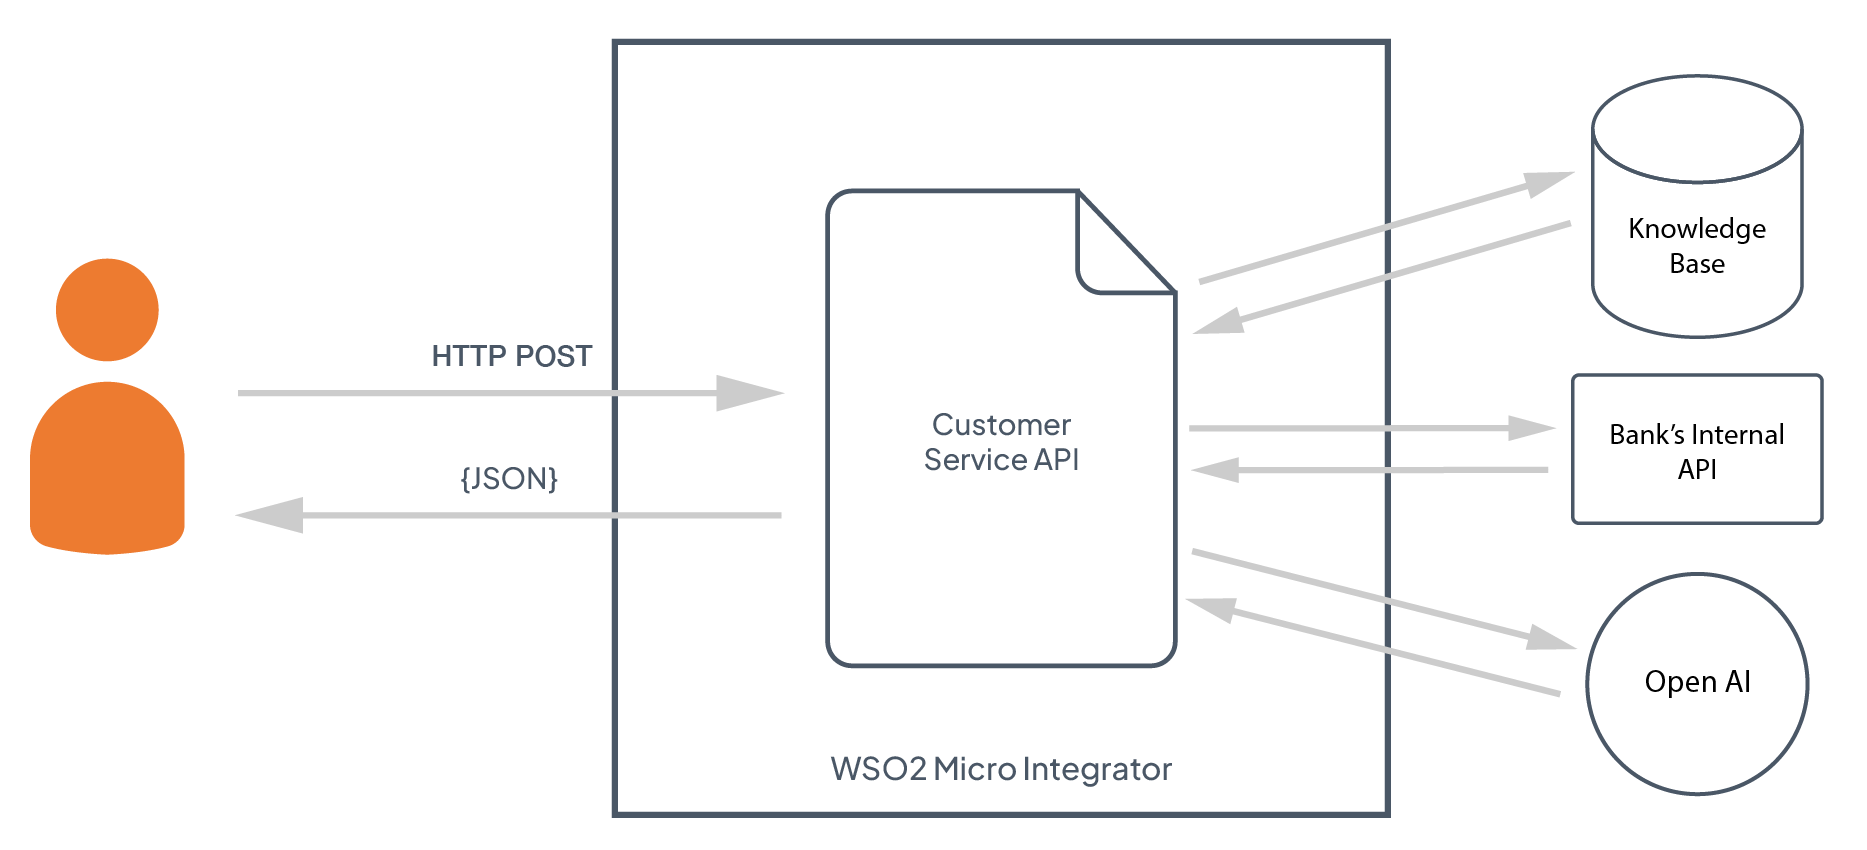 HTTP POST
{JSON}
Customer
Service API
WSO2 Micro Integrator
Knowledge
Base
Bank’s Internal
API
Open AI